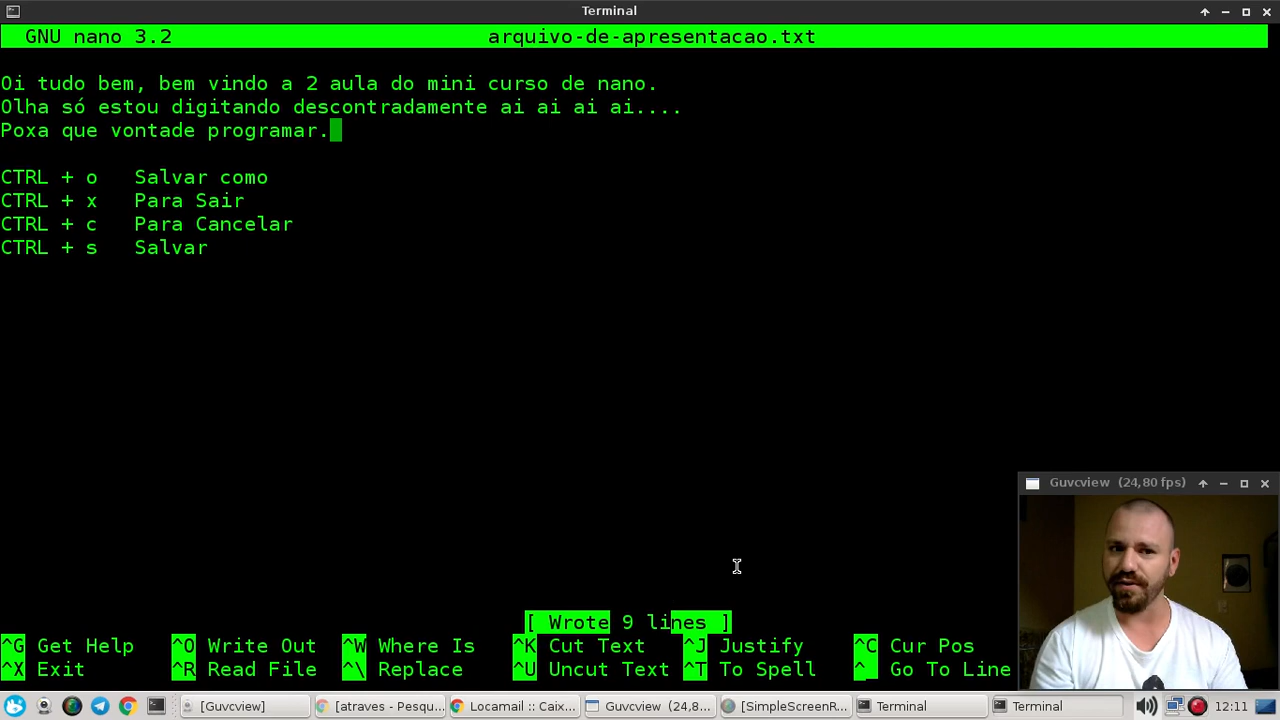 Terminal
GNU nano 3.2 arquivo-de-apresentacao.txt
Oi tudo bem, bem vindo a 2 aula do mini curso de nano.
Olha só estou digitando descontradamente ai ai ai ai....
Poxa que vontade programar.
CTRL + o Salvar como
CTRL + x Para Sair
CTRL + c Para Cancelar
CTRL + s Salvar
Guvcview (24,80 fps)
[ Wrote 9 lines ]
^G Get Help ^O Write Out ^W Where Is ^K Cut Text ^J Justify ^C Cur Pos
^X Exit ^R Read File ^\ Replace ^U Uncut Text ^T To Spell ^_ Go To Line
[Guvcview] [atraves - Pesqu... Locaweb Guvcview (24,8... [SimpleScreenR... Terminal Terminal 12:11